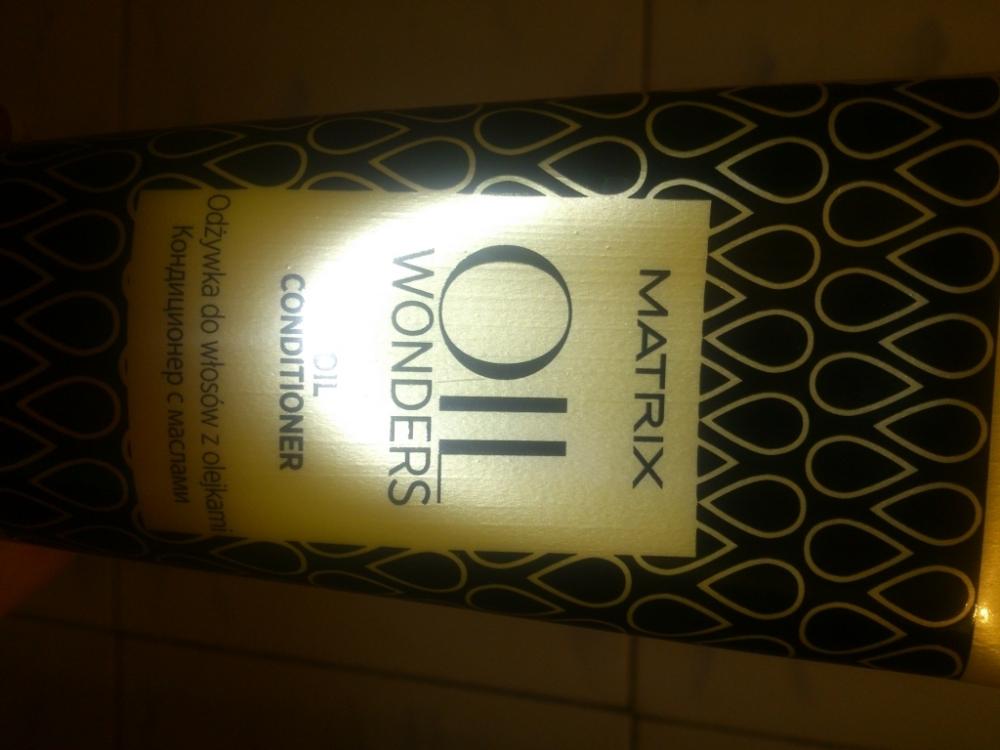 MATRIX
OIL
WONDERS
OIL
CONDITIONER
Odżywka do włosów z olejkami
Кондиционер с маслами